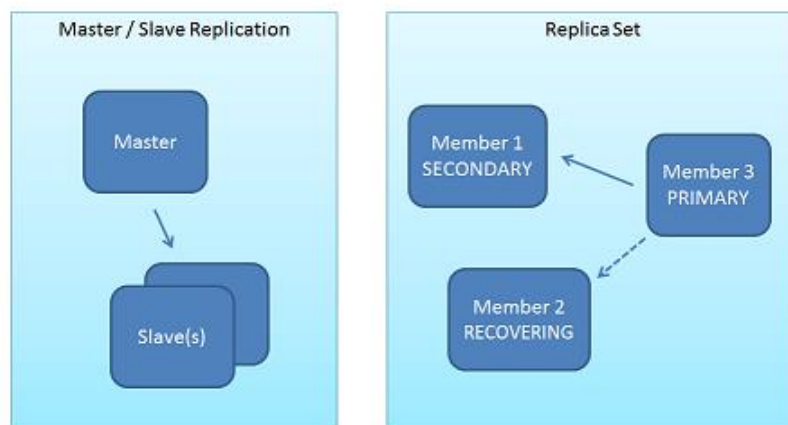 Master / Slave Replication
Master
Slave(s)
Replica Set
Member 1
SECONDARY
Member 3
PRIMARY
Member 2
RECOVERING